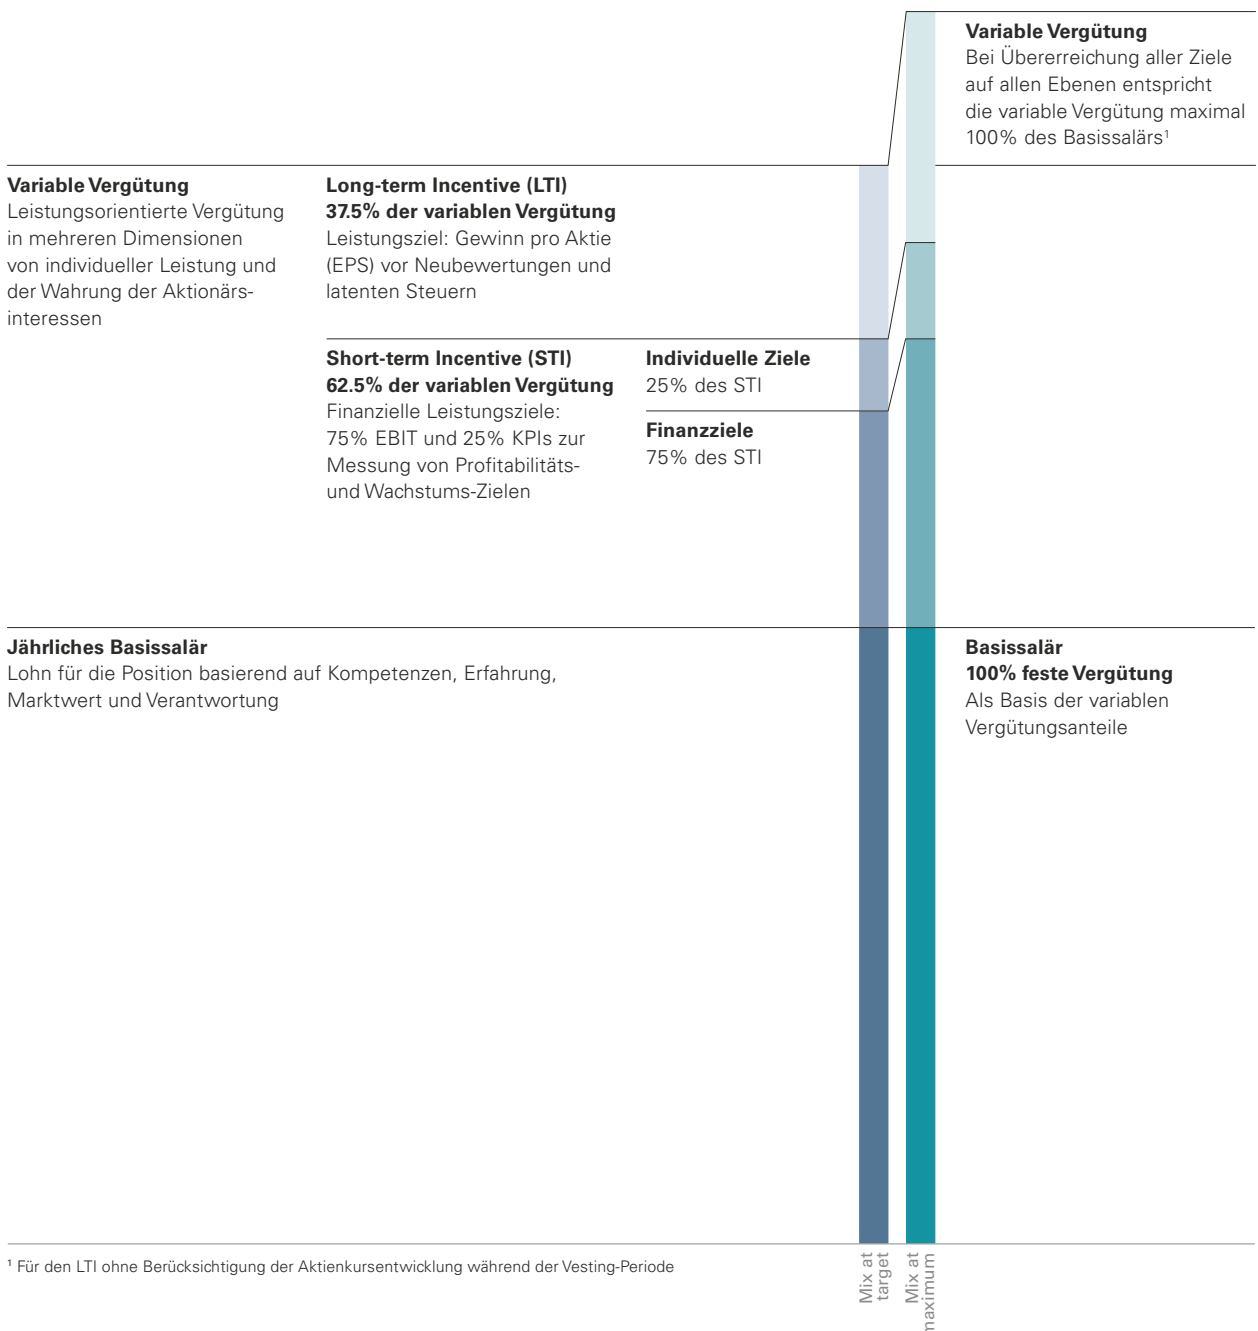 Variable Vergütung
Bei Übererreichung aller Ziele
auf allen Ebenen entspricht
die variable Vergütung maximal
100% des Basissalärs¹
Variable Vergütung
Leistungsorientierte Vergütung
in mehreren Dimensionen
von individueller Leistung und
der Wahrung der Aktionärs-
interessen
Long-term Incentive (LTI)
37.5% der variablen Vergütung
Leistungsziel: Gewinn pro Aktie
(EPS) vor Neubewertungen und
latenten Steuern
Short-term Incentive (STI)
62.5% der variablen Vergütung
Finanzielle Leistungsziele:
75% EBIT und 25% KPIs zur
Messung von Profitabilitäts-
und Wachstums-Zielen
Individuelle Ziele
25% des STI
Finanzziele
75% des STI
Jährliches Basissalär
Lohn für die Position basierend auf Kompetenzen, Erfahrung,
Marktwert und Verantwortung
Basissalär
100% feste Vergütung
Als Basis der variablen
Vergütungsanteile
¹ Für den LTI ohne Berücksichtigung der Aktienkursentwicklung während der Vesting-Periode
Mix at
target
Mix at
maximum